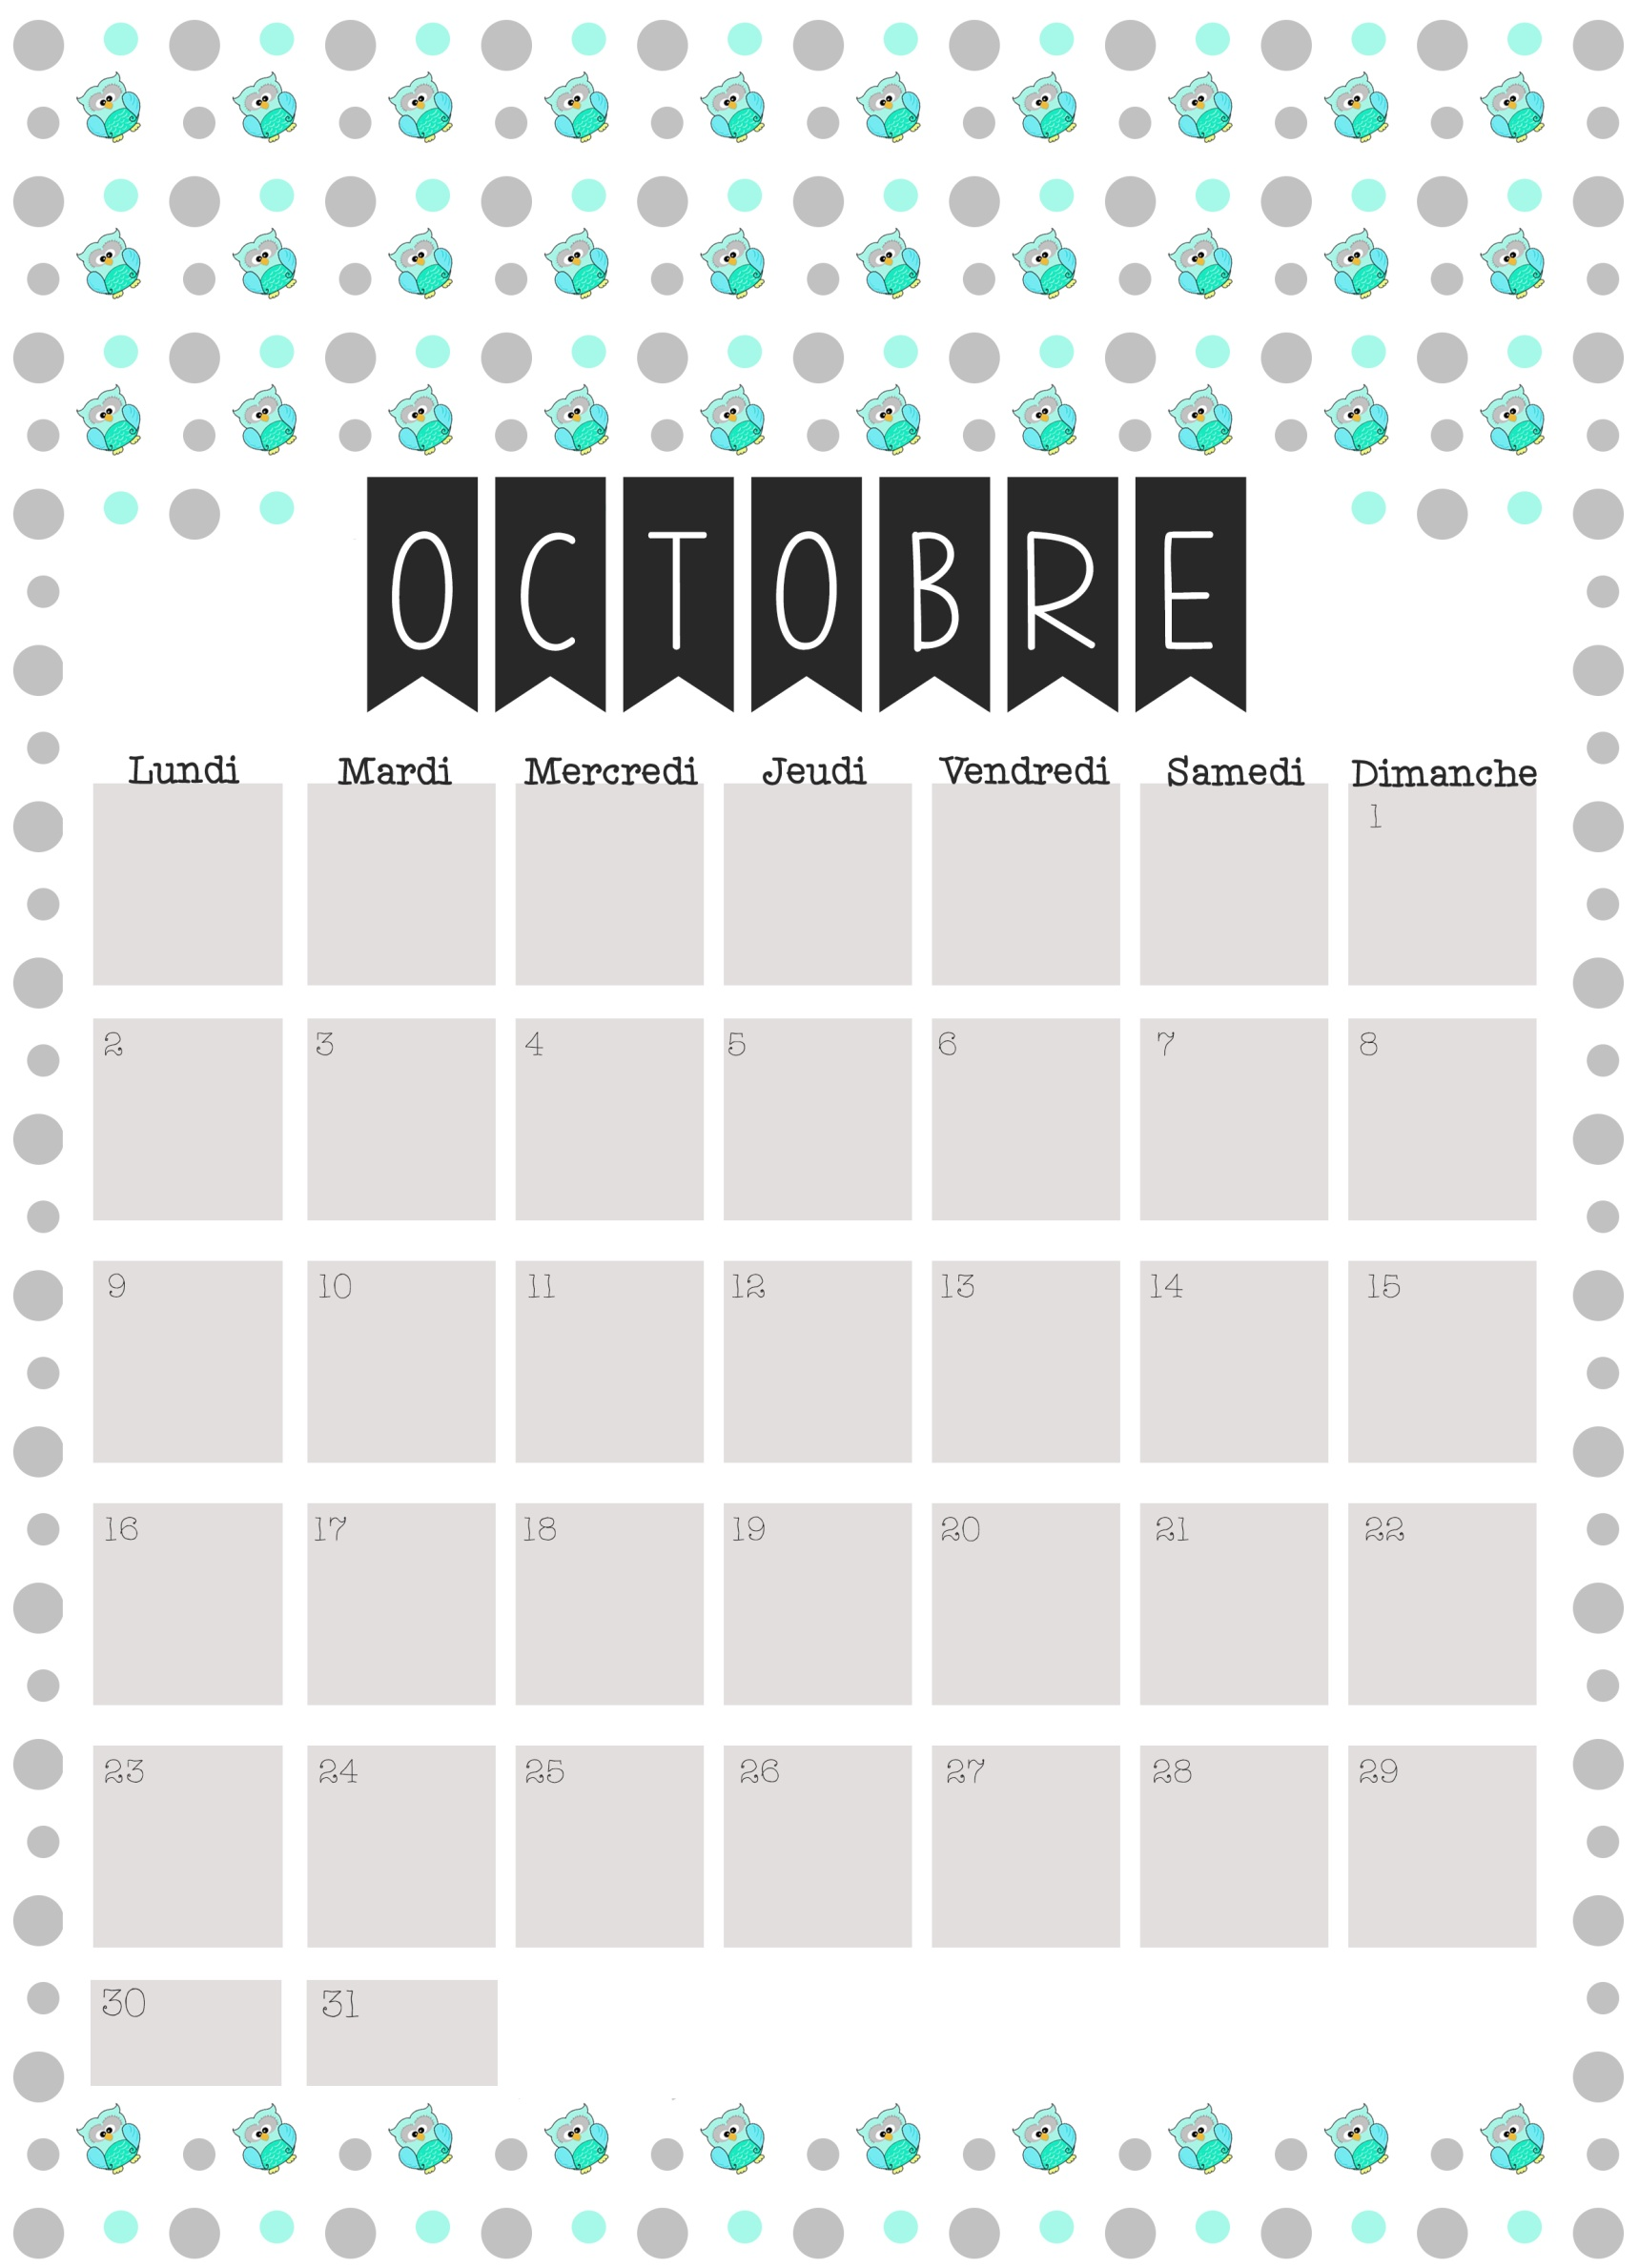 OCTOBRE
Lundi Mardi Mercredi Jeudi Vendredi Samedi Dimanche
1
2 3 4 5 6 7 8
9 10 11 12 13 14 15
16 17 18 19 20 21 22
23 24 25 26 27 28 29
30 31